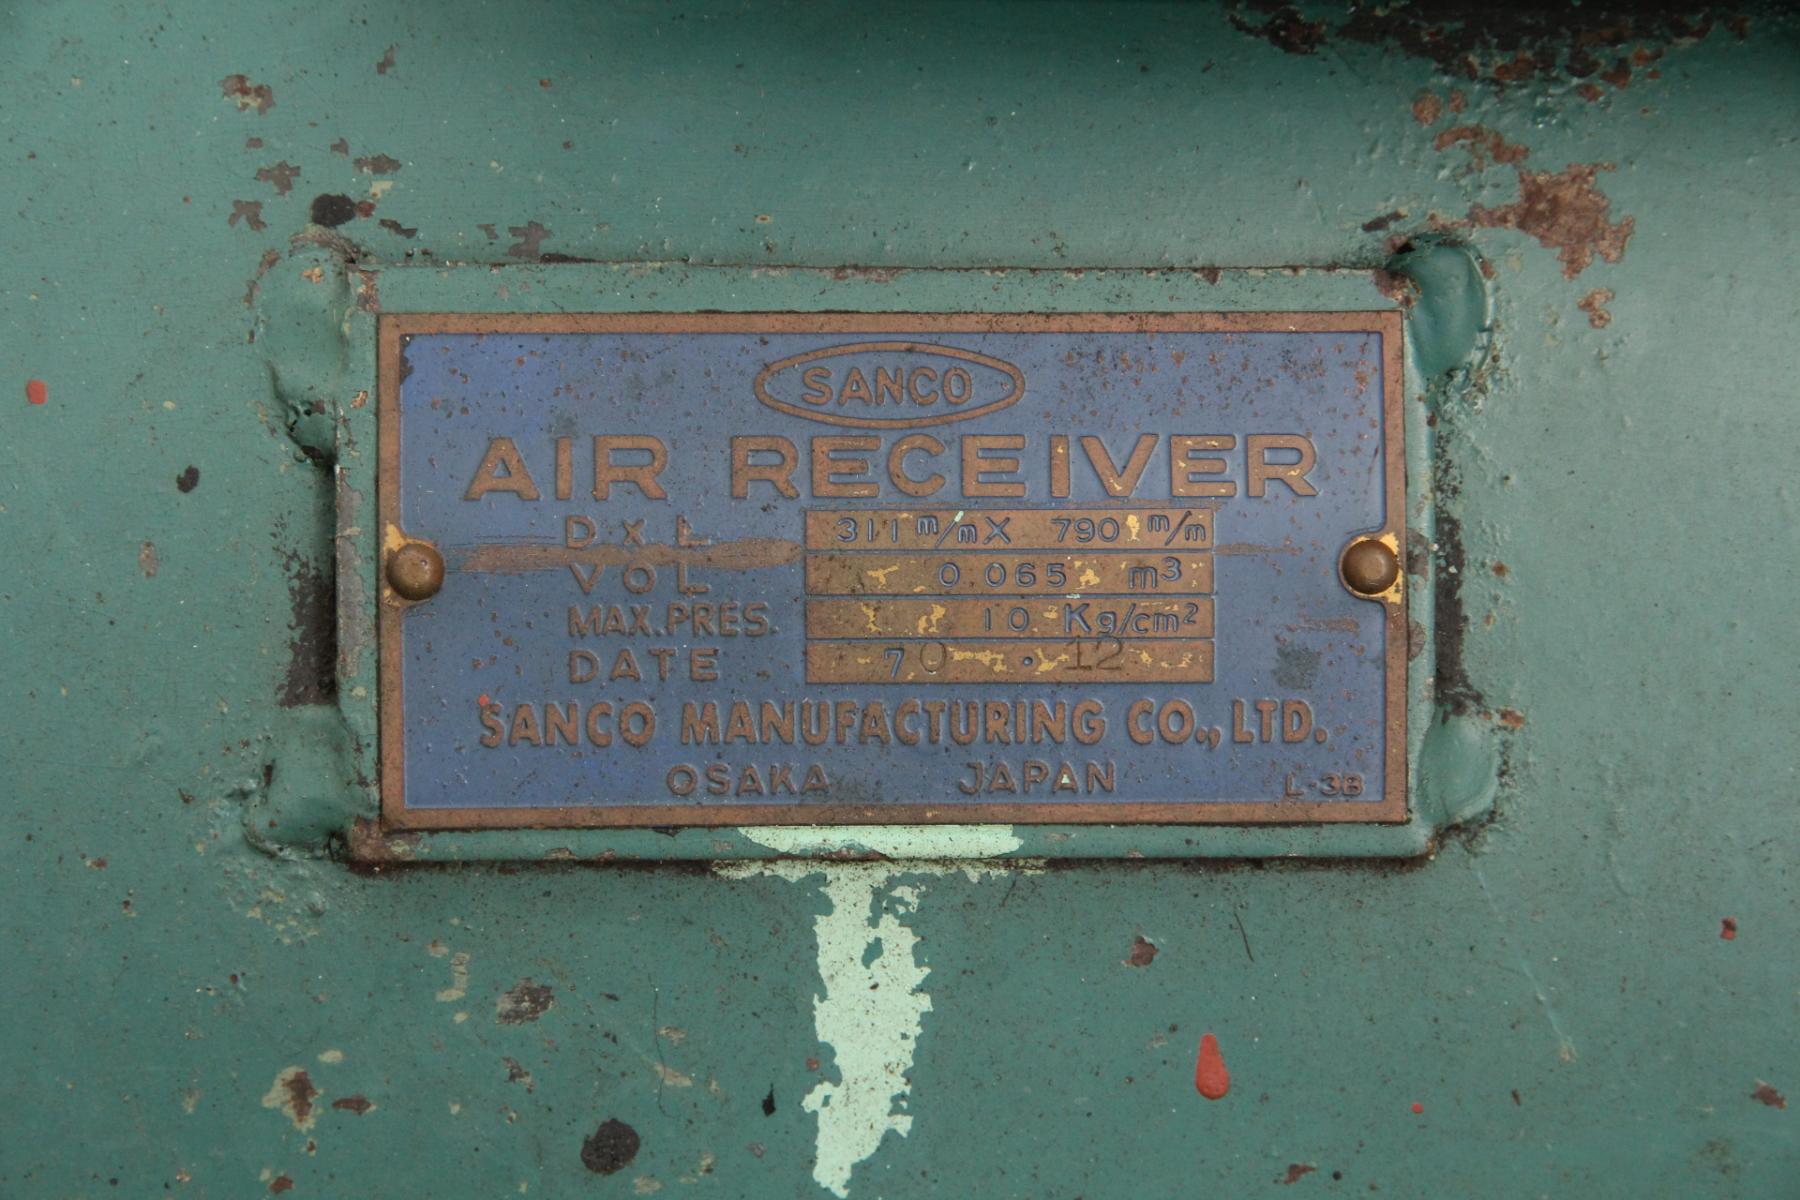 SANCO
AIR RECEIVER
D x L 311 m/m X 790 m/m
VOL 0.065 m³
MAX. PRES. 10 Kg/cm²
DATE 70 · 12
SANCO MANUFACTURING CO., LTD.
OSAKA JAPAN L-3B